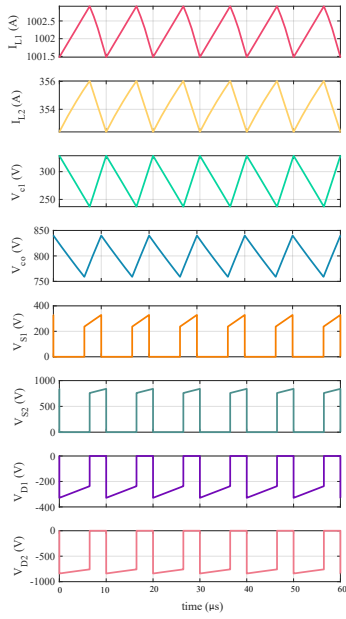 I_L1 (A)
1002.5
1002
1001.5
I_L2 (A)
356
354
V_c1 (V)
300
250
V_co (V)
850
800
750
V_S1 (V)
400
200
0
V_S2 (V)
1000
500
0
V_D1 (V)
0
-200
-400
V_D2 (V)
0
-500
-1000
0 10 20 30 40 50 60
time (µs)